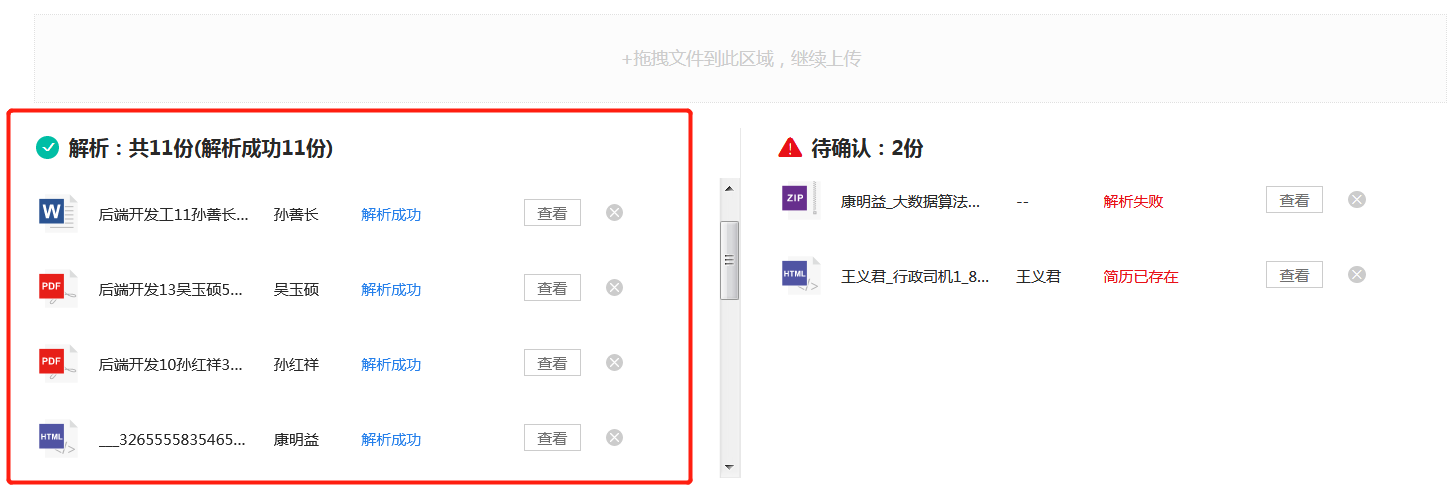 +拖拽文件到此区域，继续上传
解析：共11份(解析成功11份)
W 后端开发工11孙善长... 孙善长 解析成功 查看
PDF 后端开发13吴玉硕5... 吴玉硕 解析成功 查看
PDF 后端开发10孙红祥3... 孙红祥 解析成功 查看
HTML ___3265555835465... 康明益 解析成功 查看
待确认：2份
ZIP 康明益_大数据算法... -- 解析失败 查看
HTML 王义君_行政司机1_8... 王义君 简历已存在 查看